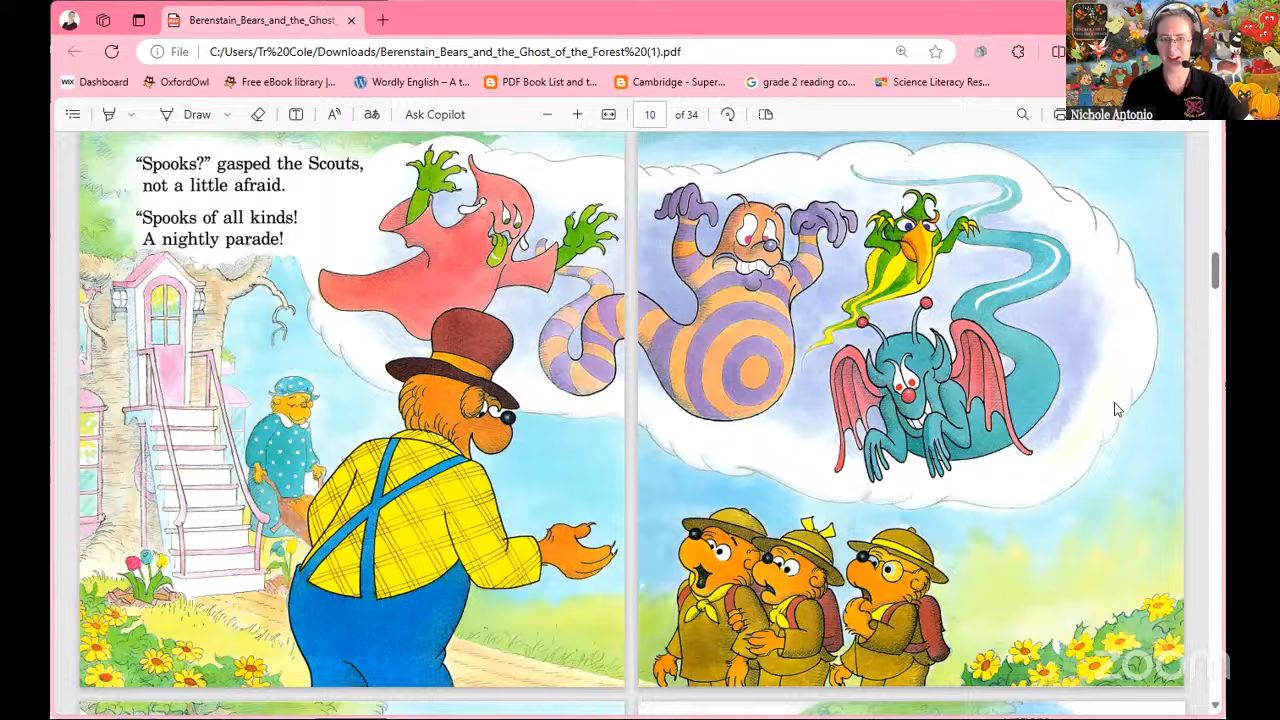 Berenstain_Bears_and_the_Ghost_
File
C:/Users/Tr%20Cole/Downloads/Berenstain_Bears_and_the_Ghost_of_the_Forest%20(1).pdf
WIX Dashboard
OxfordOwl
Free eBook library |...
Wordly English – A t...
PDF Book List and t...
Cambridge - Super...
grade 2 reading co...
Science Literacy Res...
Draw
Ask Copilot
10 of 34
Nichole Antonio
“Spooks?” gasped the Scouts,
not a little afraid.
“Spooks of all kinds!
A nightly parade!
zoom